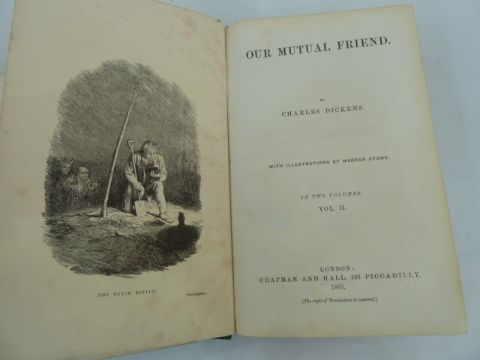 THE DUTCH BOTTLE.
Frontispiece.
OUR MUTUAL FRIEND.
BY
CHARLES DICKENS.
WITH ILLUSTRATIONS BY MARCUS STONE.
IN TWO VOLUMES.
VOL. II.
LONDON:
CHAPMAN AND HALL, 193 PICCADILLY,
1865.
[The right of Translation is reserved.]